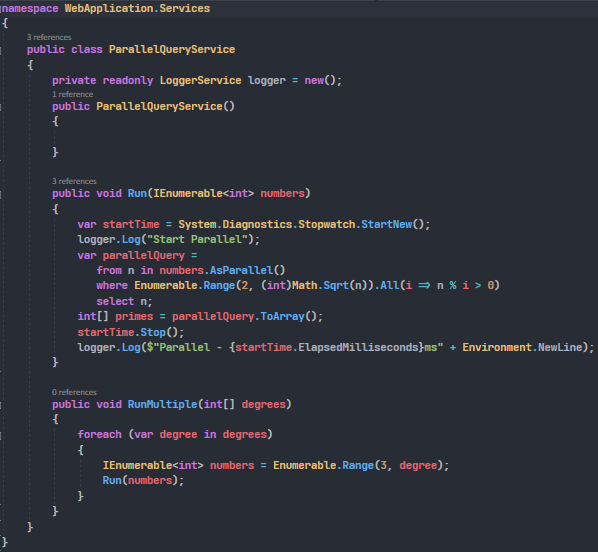 namespace WebApplication.Services
{
3 references
public class ParallelQueryService
{
private readonly LoggerService logger = new();
1 reference
public ParallelQueryService()
{
}
3 references
public void Run(IEnumerable<int> numbers)
{
var startTime = System.Diagnostics.Stopwatch.StartNew();
logger.Log("Start Parallel");
var parallelQuery =
from n in numbers.AsParallel()
where Enumerable.Range(2, (int)Math.Sqrt(n)).All(i => n % i > 0)
select n;
int[] primes = parallelQuery.ToArray();
startTime.Stop();
logger.Log($"Parallel - {startTime.ElapsedMilliseconds}ms" + Environment.NewLine);
}
0 references
public void RunMultiple(int[] degrees)
{
foreach (var degree in degrees)
{
IEnumerable<int> numbers = Enumerable.Range(3, degree);
Run(numbers);
}
}
}
}